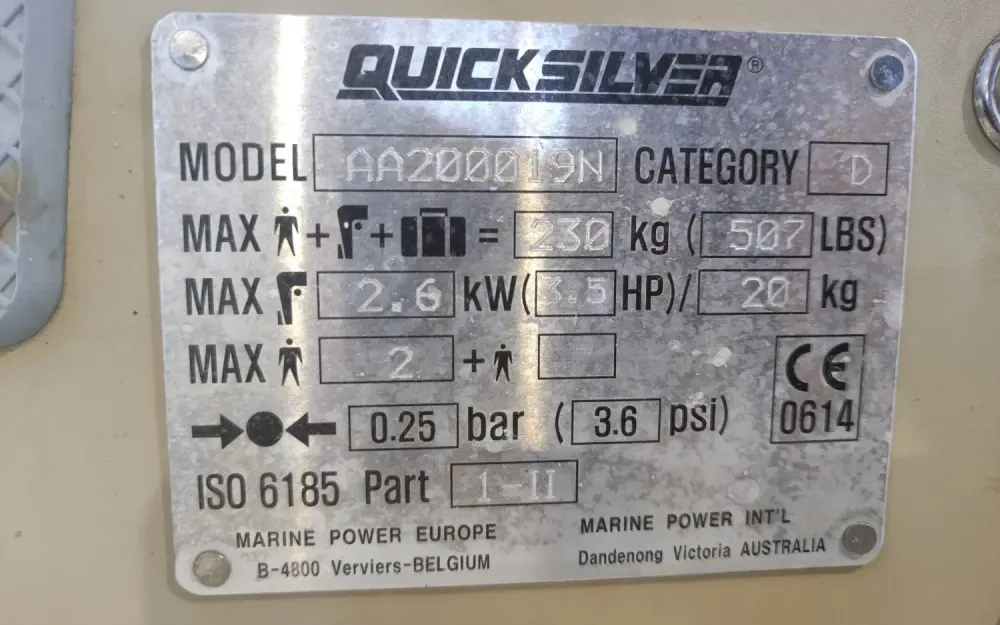 QUICKSILVER®
MODEL AA200019N CATEGORY D
MAX + + = 230 kg (507 LBS)
MAX 2.6 kW(3.5 HP)/ 20 kg
MAX 2 +
0.25 bar (3.6 psi)
CE
0614
ISO 6185 Part 1-II
MARINE POWER EUROPE
B-4800 Verviers-BELGIUM
MARINE POWER INT'L
Dandenong Victoria AUSTRALIA